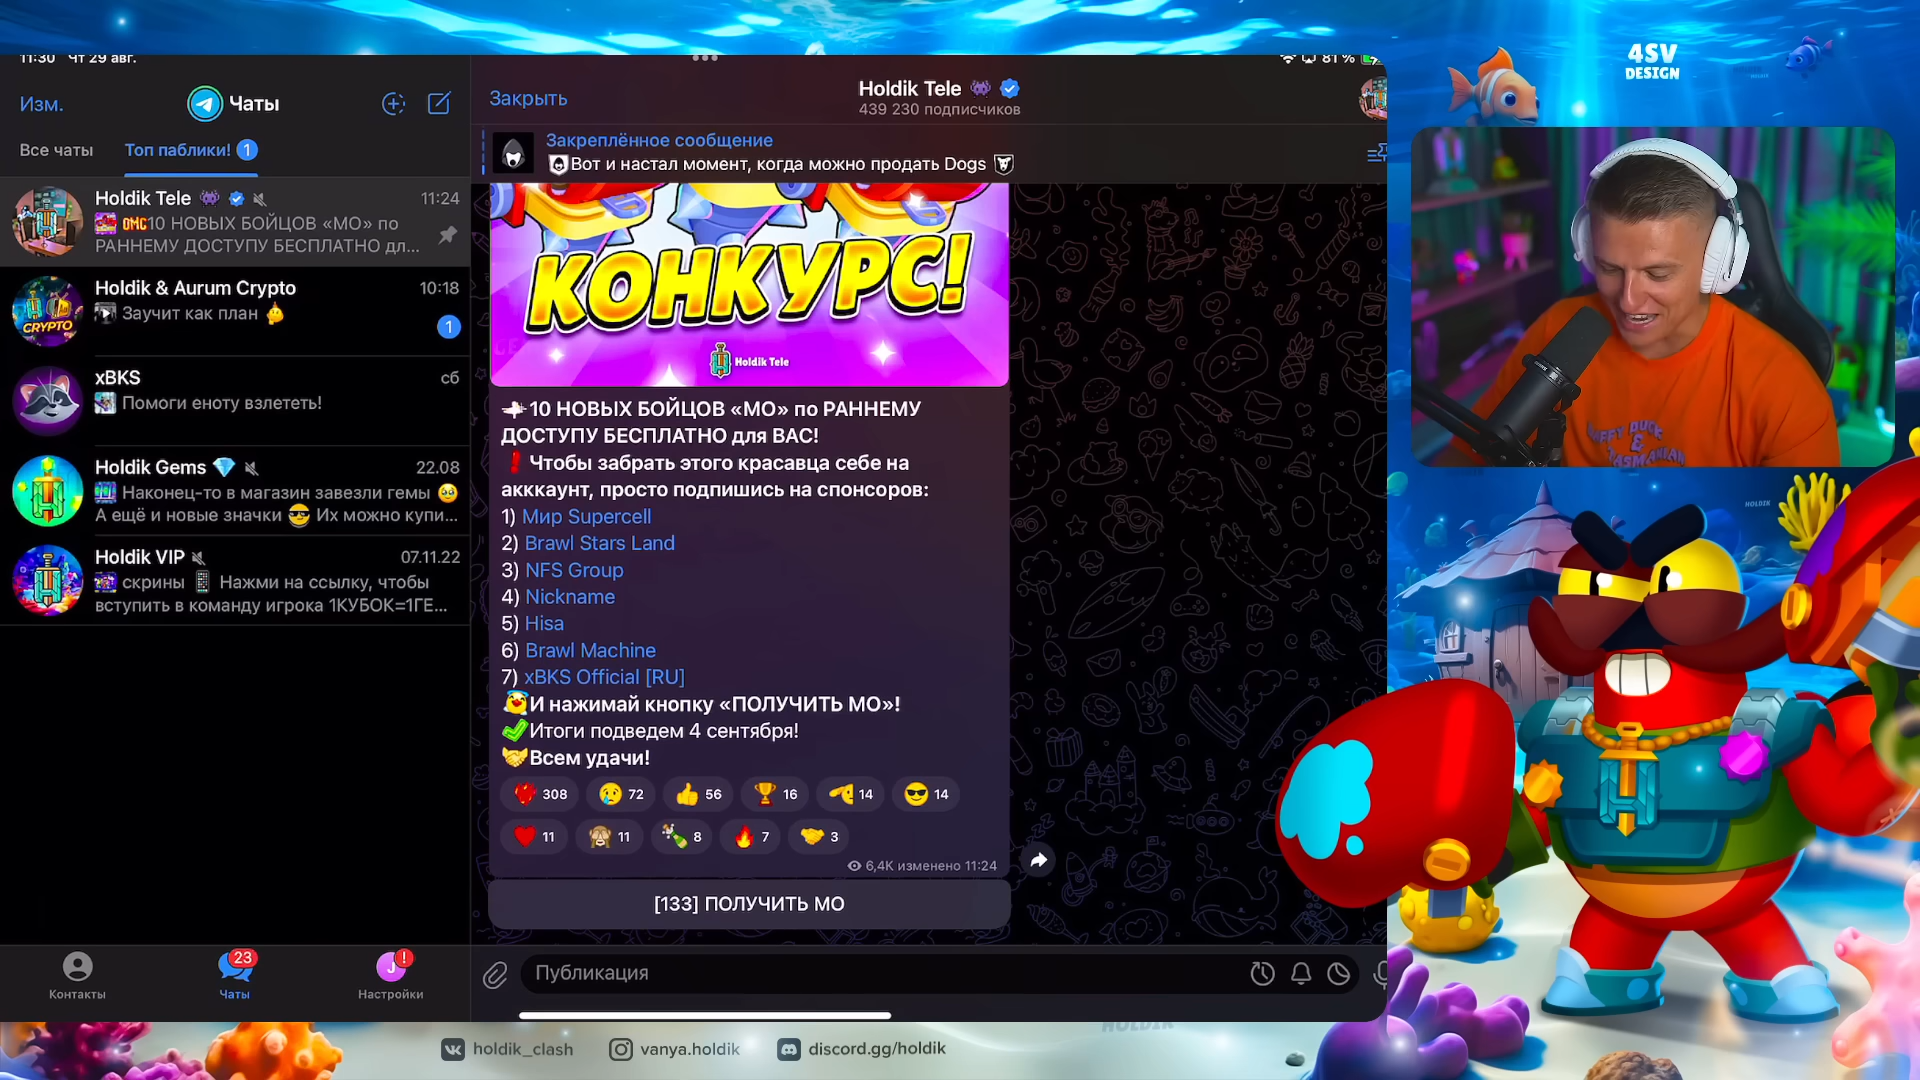 11:30 Чт 29 авг.
81 %
Изм.
Чаты
Все чаты
Топ паблики! 1
Holdik Tele
11:24
OMG 10 НОВЫХ БОЙЦОВ «МО» по
РАННЕМУ ДОСТУПУ БЕСПЛАТНО дл...
Holdik & Aurum Crypto
10:18
Заучит как план
1
CRYPTO
xBKS
сб
Помоги еноту взлететь!
Holdik Gems
22.08
Наконец-то в магазин завезли гемы
А ещё и новые значки 😎 Их можно купи...
Holdik VIP
07.11.22
скрины 📱 Нажми на ссылку, чтобы
вступить в команду игрока 1КУБОК=1ГЕ...
Контакты
23
Чаты
J
!
Настройки
Закрыть
Holdik Tele
439 230 подписчиков
Закреплённое сообщение
Вот и настал момент, когда можно продать Dogs
КОНКУРС!
Holdik Tele
10 НОВЫХ БОЙЦОВ «МО» по РАННЕМУ
ДОСТУПУ БЕСПЛАТНО для ВАС!
❗Чтобы забрать этого красавца себе на
акккаунт, просто подпишись на спонсоров:
1) Мир Supercell
2) Brawl Stars Land
3) NFS Group
4) Nickname
5) Hisa
6) Brawl Machine
7) xBKS Official [RU]
И нажимай кнопку «ПОЛУЧИТЬ МО»!
Итоги подведем 4 сентября!
Всем удачи!
308 72 56 16 14 14
11 11 8 7 3
6,4K изменено 11:24
[133] ПОЛУЧИТЬ МО
Публикация
4SV
DESIGN
DUCK
&
TASMANIAN
HOLDIK
HOLDIK
holdik_clash
vanya.holdik
discord.gg/holdik